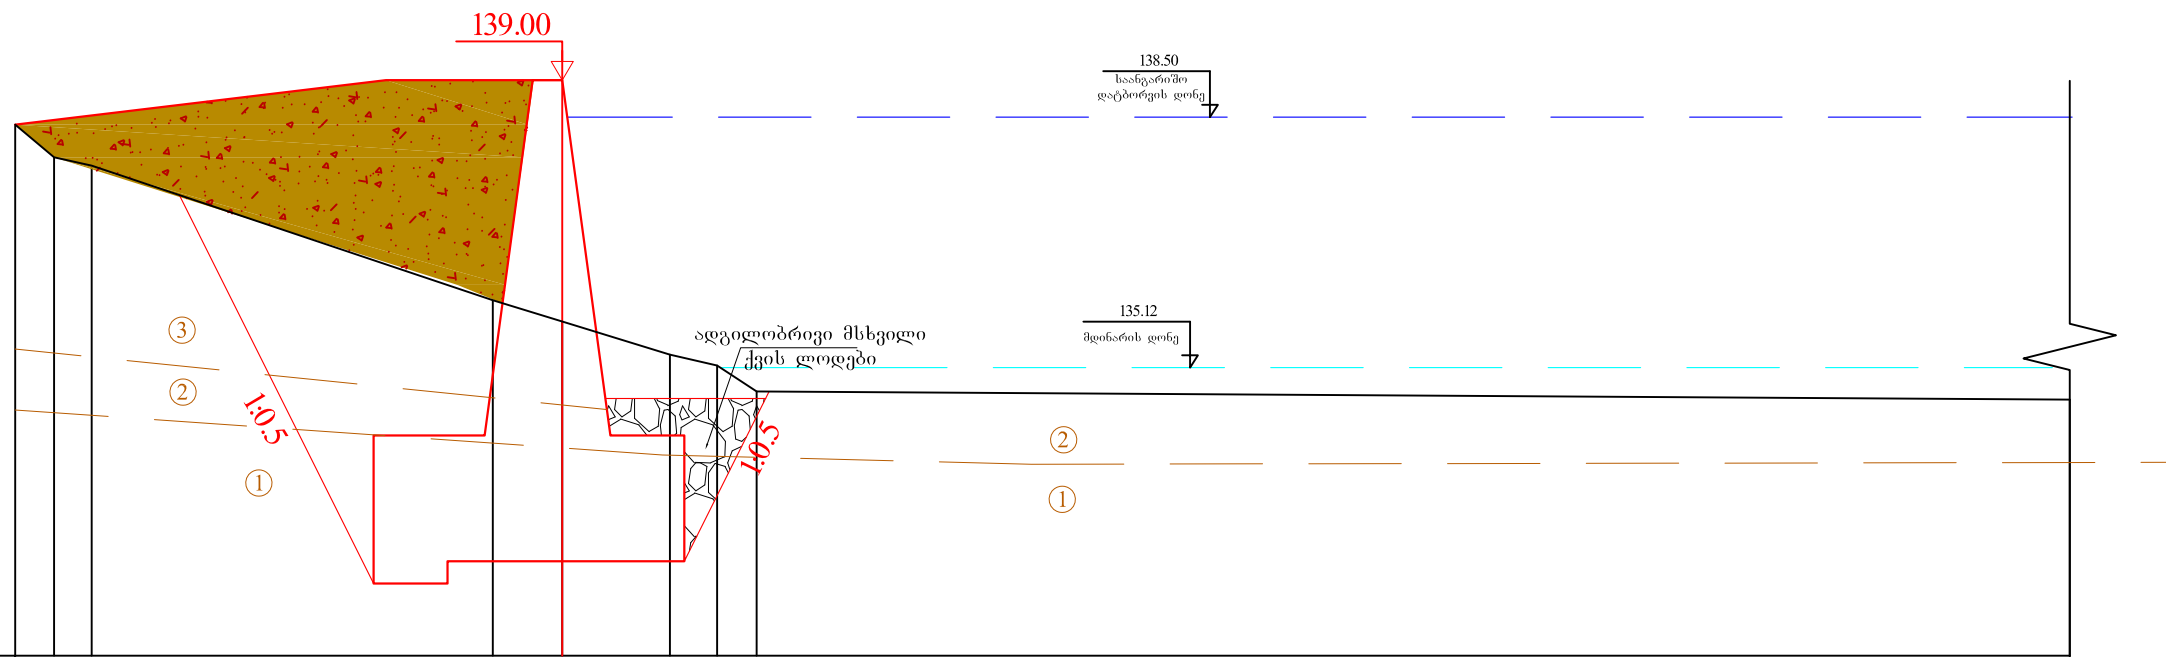 139.00
138.50
საანგარიშო
დატბორვის დონე
135.12
მდინარის დონე
ადგილობრივი მსხვილი
ქვის ლოდები
3
2
1:0.5
1
1:0.5
2
1